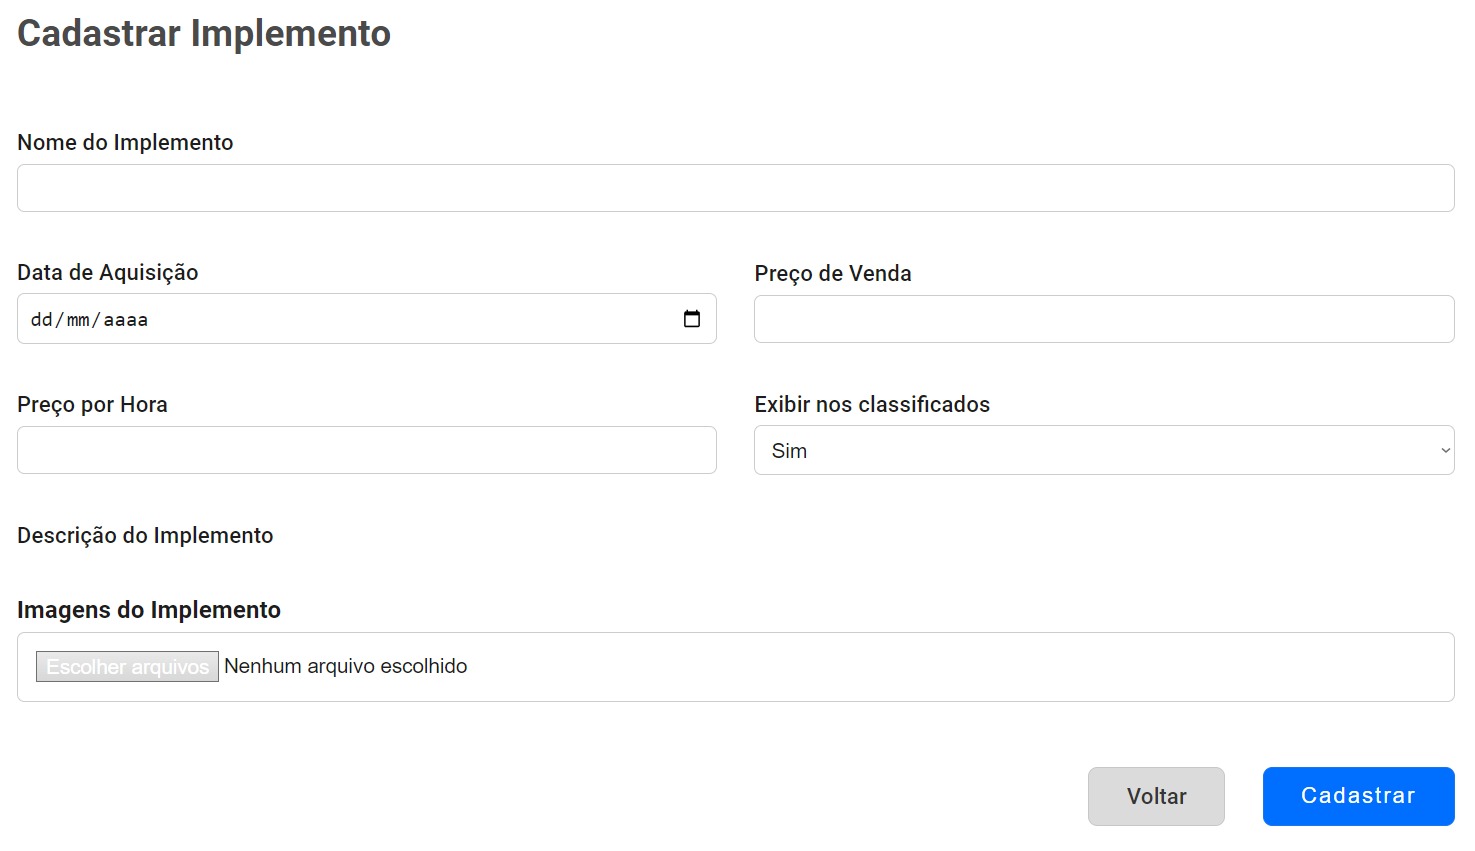 Cadastrar Implemento
Nome do Implemento
Data de Aquisição
Preço de Venda
dd/mm/aaaa
Preço por Hora
Exibir nos classificados
Sim
Descrição do Implemento
Imagens do Implemento
Escolher arquivos Nenhum arquivo escolhido
Voltar
Cadastrar